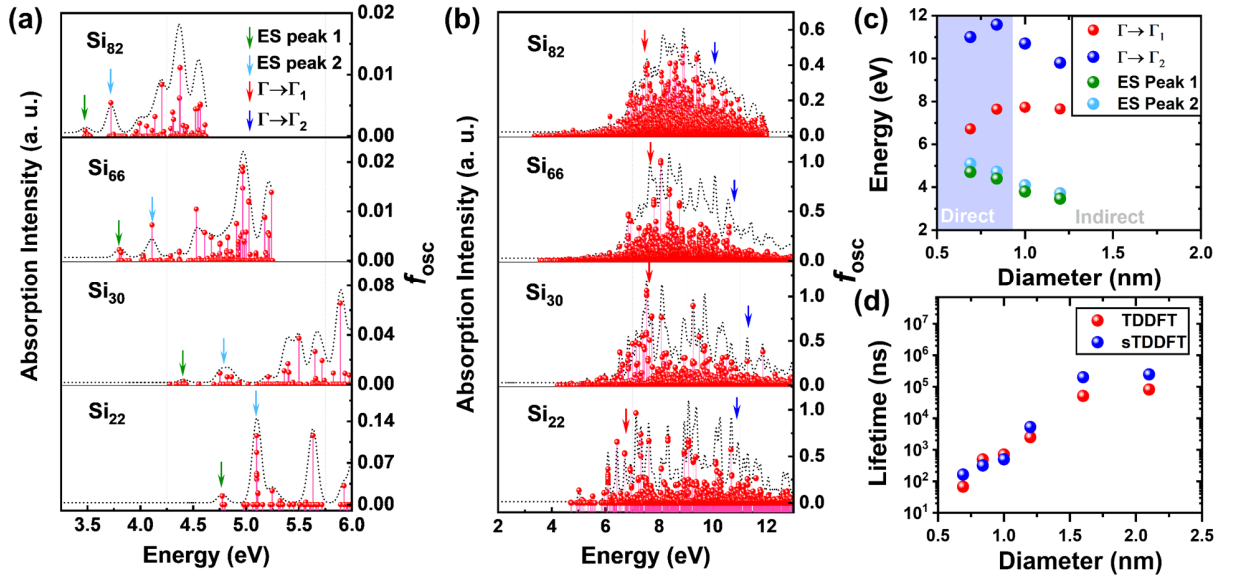 (a)
Si82
ES peak 1
ES peak 2
Γ→Γ1
Γ→Γ2
0.02
0.01
0.00
Si66
0.02
0.01
0.00
Si30
0.08
0.04
0.00
Si22
0.14
0.07
0.00
3.5 4.0 4.5 5.0 5.5 6.0
Energy (eV)
Absorption Intensity (a. u.)
fosc
(b)
Si82
0.6
0.4
0.2
0.0
Si66
1.0
0.5
0.0
Si30
1.0
0.5
0.0
Si22
1.0
0.5
0.0
4 6 8 10 12
Energy (eV)
Absorption Intensity (a. u.)
fosc
(c)
12
10
8
6
4
2
Γ→Γ1
Γ→Γ2
ES Peak 1
ES Peak 2
Direct
Indirect
0.5 1.0 1.5 2.0
Diameter (nm)
Energy (eV)
(d)
10^7
10^6
10^5
10^4
10^3
10^2
10^1
TDDFT
sTDDFT
0.5 1.0 1.5 2.0 2.5
Diameter (nm)
Lifetime (ns)